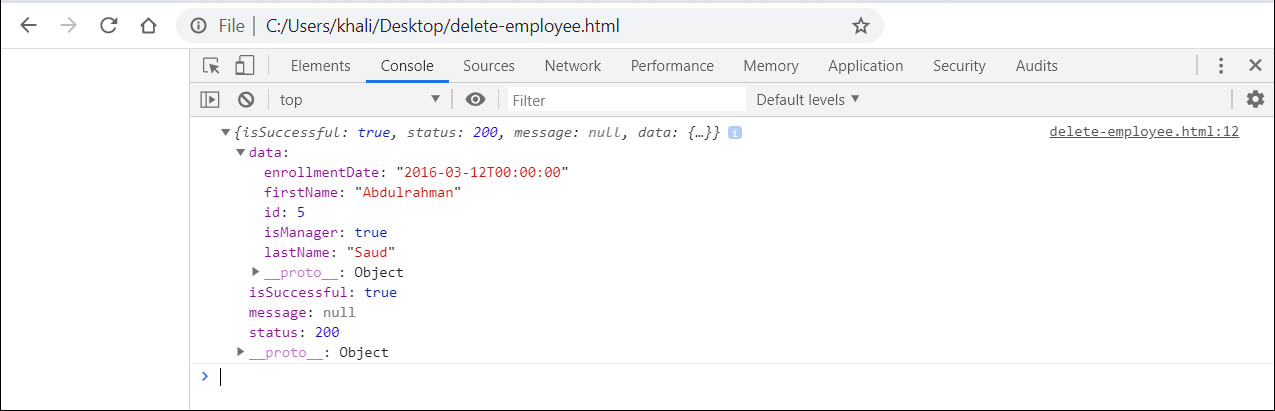 File | C:/Users/khali/Desktop/delete-employee.html
Elements Console Sources Network Performance Memory Application Security Audits
top Filter Default levels
{isSuccessful: true, status: 200, message: null, data: {…}} i delete-employee.html:12
data:
enrollmentDate: "2016-03-12T00:00:00"
firstName: "Abdulrahman"
id: 5
isManager: true
lastName: "Saud"
__proto__: Object
isSuccessful: true
message: null
status: 200
__proto__: Object